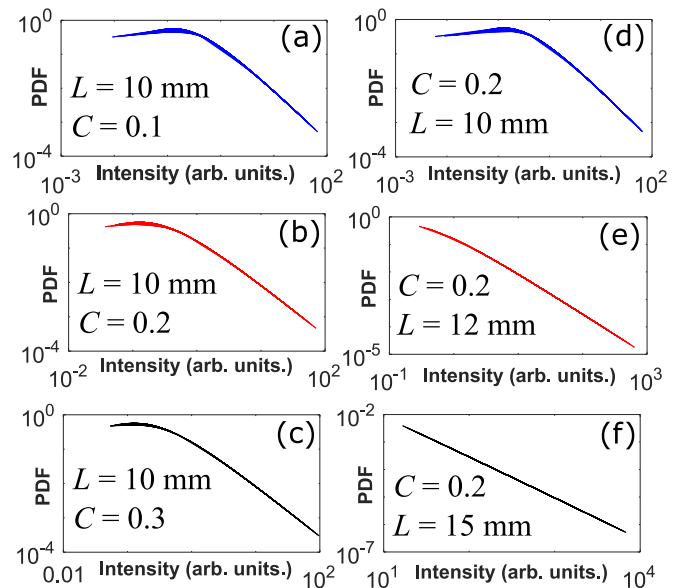 10^0
(a)
PDF
L = 10 mm
C = 0.1
10^-4
10^-3
Intensity (arb. units.)
10^2
10^0
(d)
PDF
C = 0.2
L = 10 mm
10^-4
10^-3
Intensity (arb. units.)
10^2
10^0
(b)
PDF
L = 10 mm
C = 0.2
10^-4
10^-2
Intensity (arb. units.)
10^2
10^0
(e)
PDF
C = 0.2
L = 12 mm
10^-5
10^-1
Intensity (arb. units.)
10^3
10^0
(c)
PDF
L = 10 mm
C = 0.3
10^-4
0.01
Intensity (arb. units.)
10^2
10^-2
(f)
PDF
C = 0.2
L = 15 mm
10^-7
10^1
Intensity (arb. units.)
10^4